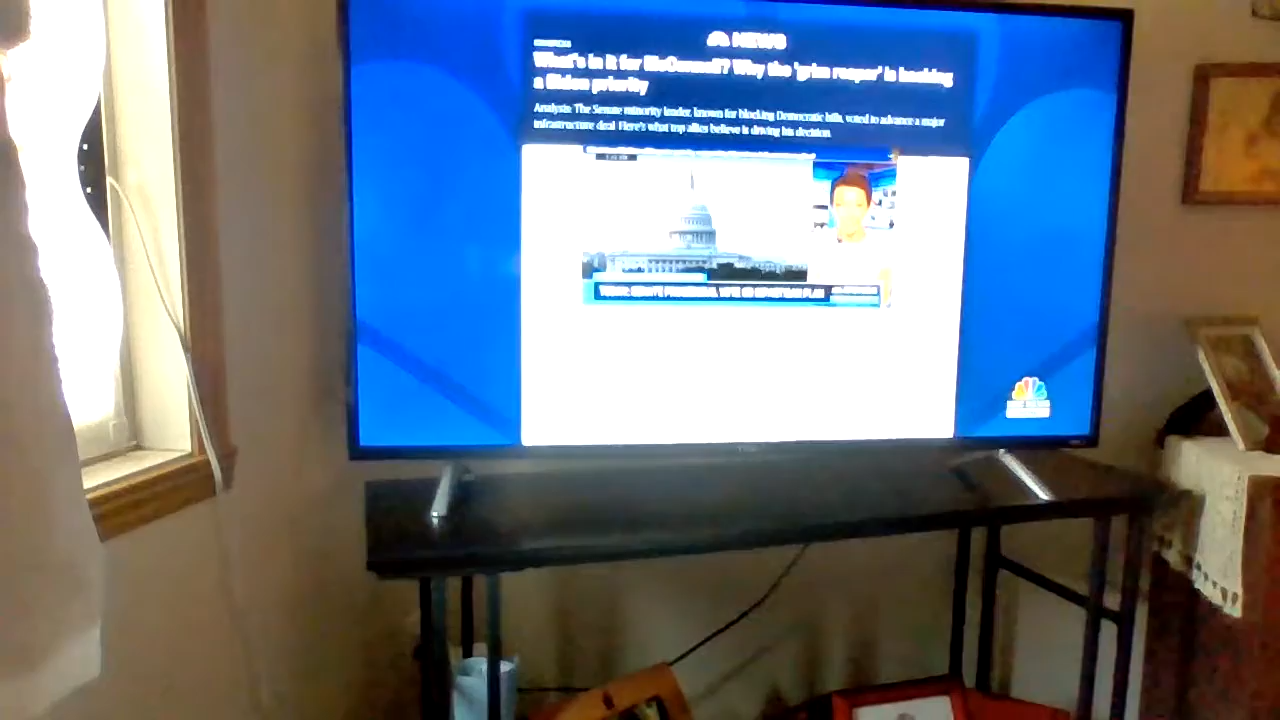 NEWS
What's in it for McConnell? Why the 'grim reaper' is backing
a Biden priority
Analysis: The Senate minority leader, known for blocking Democratic bills, voted to advance a major
infrastructure deal. Here's what top allies believe is driving his decision.